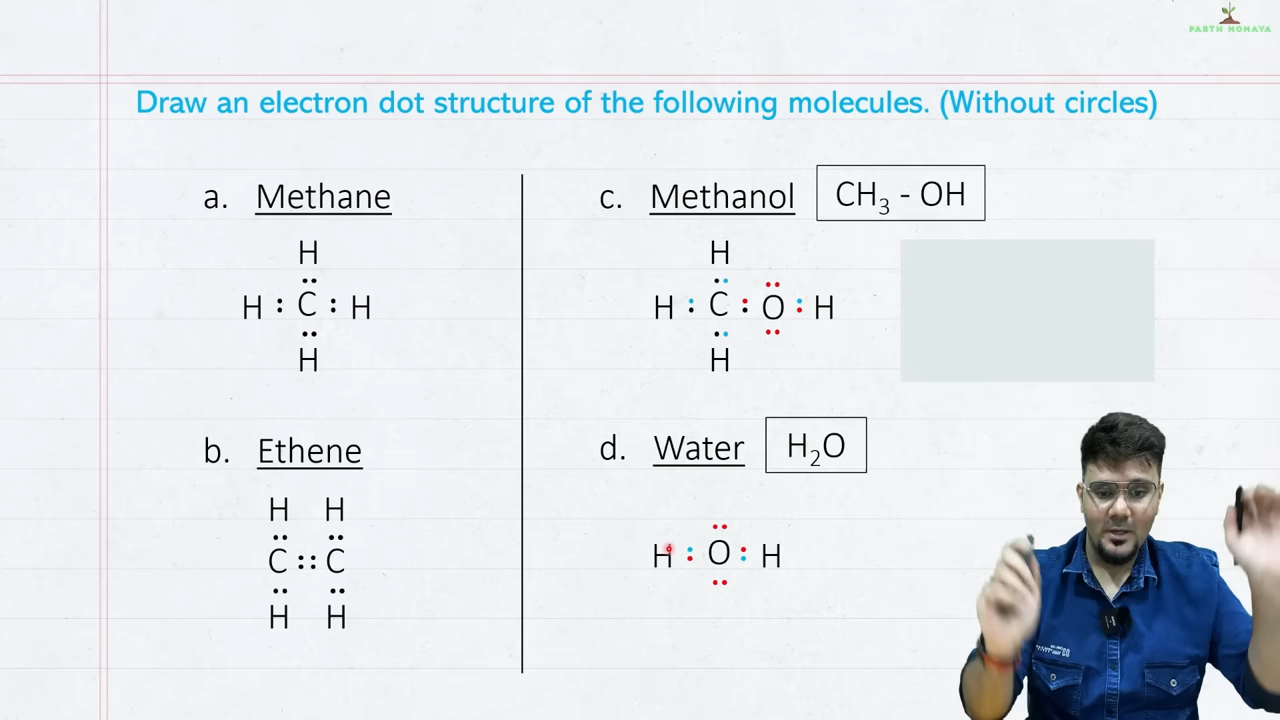 PARTH MOMAYA
Draw an electron dot structure of the following molecules. (Without circles)
a. Methane
H
H : C : H
H
b. Ethene
H H
C :: C
H H
c. Methanol CH₃ - OH
H
H : C : O : H
H
d. Water H₂O
H : O : H